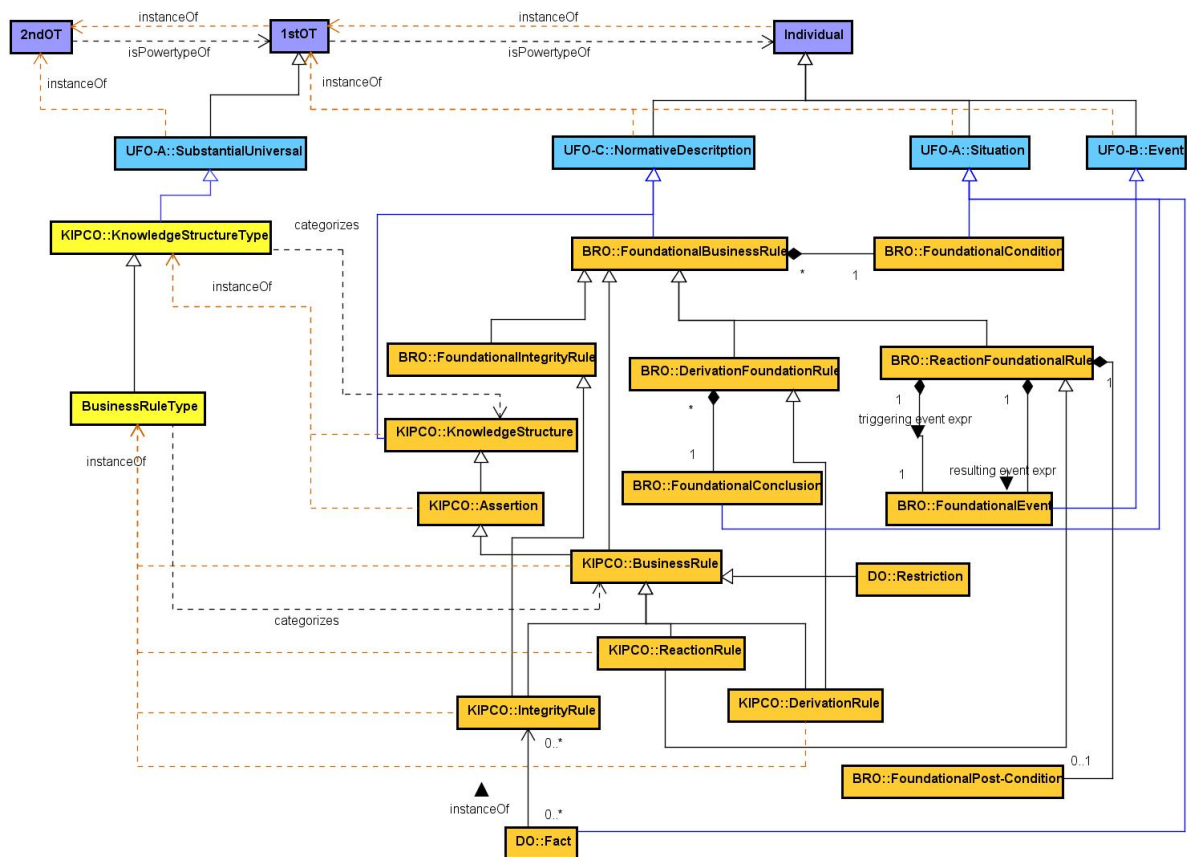 instanceOf
instanceOf
2ndOT
1stOT
Individual
isPowertypeOf
isPowertypeOf
instanceOf
instanceOf
UFO-A::SubstantialUniversal
UFO-C::NormativeDescritption
UFO-A::Situation
UFO-B::Event
categorizes
KIPCO::KnowledgeStructureType
BRO::FoundationalBusinessRule
BRO::FoundationalCondition
*
1
instanceOf
BRO::FoundationalIntegrityRule
BRO::DerivationFoundationRule
BRO::ReactionFoundationalRule
1
1
1
BusinessRuleType
*
triggering event expr
KIPCO::KnowledgeStructure
1
instanceOf
1
resulting event expr
BRO::FoundationalConclusion
KIPCO::Assertion
BRO::FoundationalEvent
KIPCO::BusinessRule
DO::Restriction
categorizes
KIPCO::ReactionRule
KIPCO::IntegrityRule
KIPCO::DerivationRule
0..*
0..1
BRO::FoundationalPost-Condition
instanceOf
0..*
DO::Fact